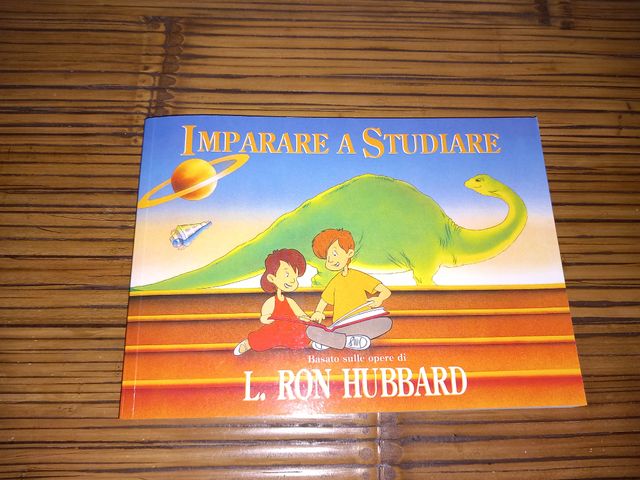 IMPARARE A STUDIARE
Basato sulle opere di
L. RON HUBBARD